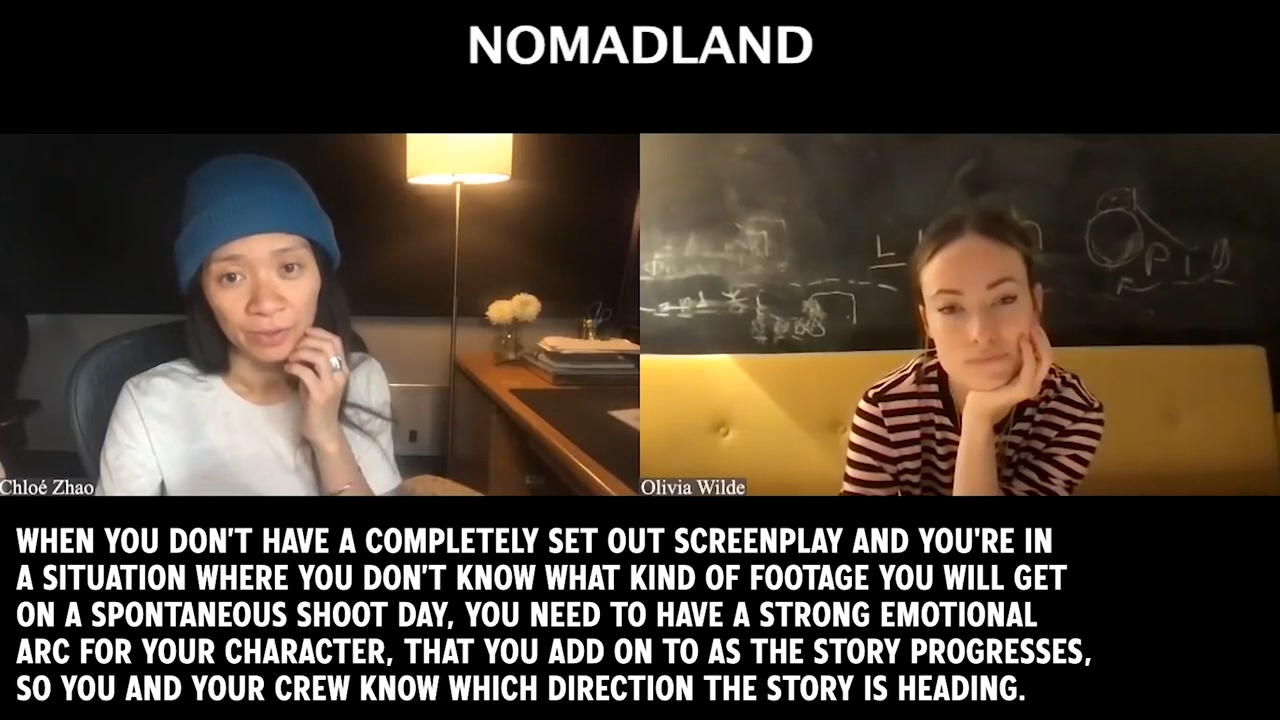 NOMADLAND
Chloé Zhao
Olivia Wilde
WHEN YOU DON'T HAVE A COMPLETELY SET OUT SCREENPLAY AND YOU'RE IN
A SITUATION WHERE YOU DON'T KNOW WHAT KIND OF FOOTAGE YOU WILL GET
ON A SPONTANEOUS SHOOT DAY, YOU NEED TO HAVE A STRONG EMOTIONAL
ARC FOR YOUR CHARACTER, THAT YOU ADD ON TO AS THE STORY PROGRESSES,
SO YOU AND YOUR CREW KNOW WHICH DIRECTION THE STORY IS HEADING.